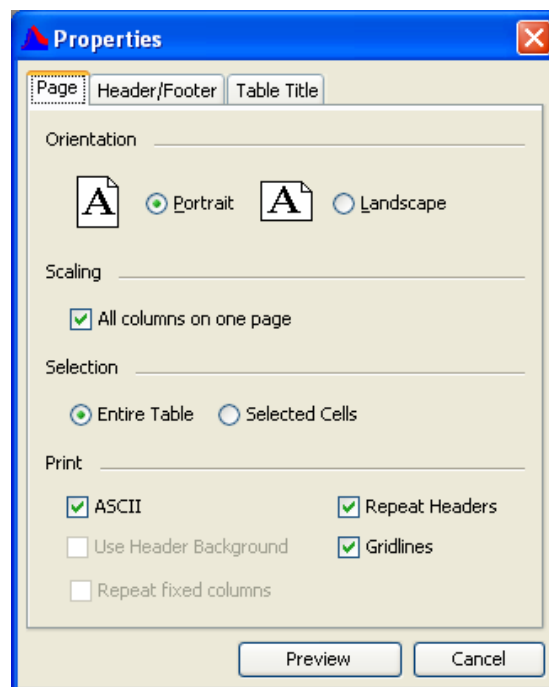 Properties
Page Header/Footer Table Title
Orientation
A Portrait A Landscape
Scaling
All columns on one page
Selection
Entire Table Selected Cells
Print
ASCII Repeat Headers
Use Header Background Gridlines
Repeat fixed columns
Preview Cancel